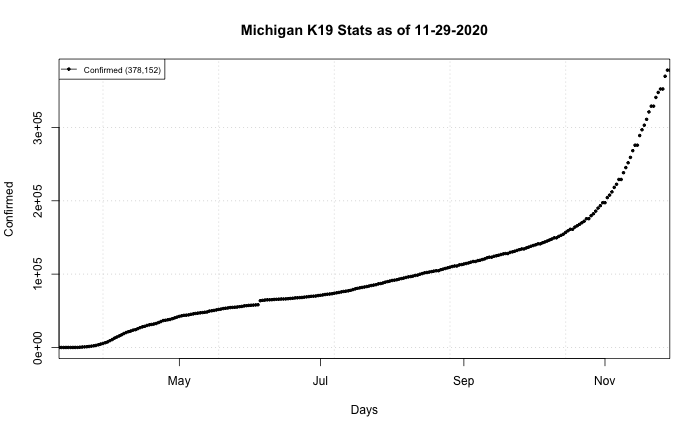 Michigan K19 Stats as of 11-29-2020
Confirmed (378,152)
3e+05
2e+05
1e+05
0e+00
Confirmed
May Jul Sep Nov
Days